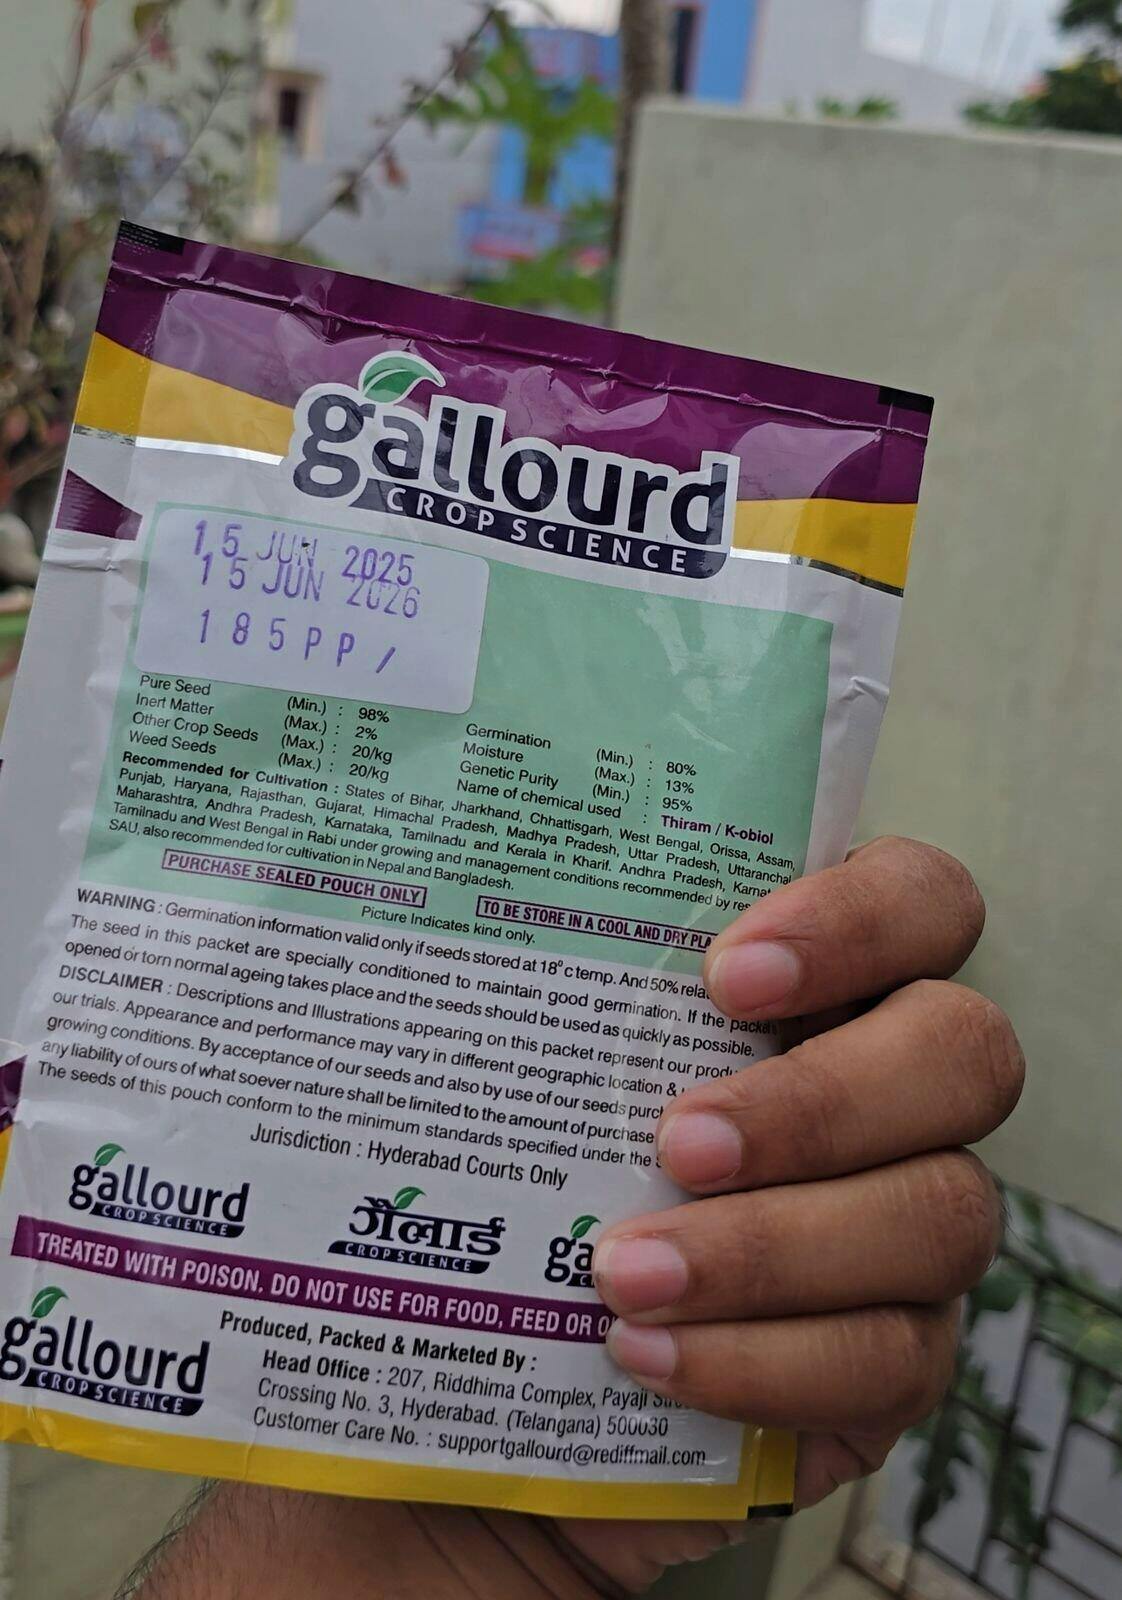 gallourd
CROP SCIENCE
15 JUN 2025
15 JUN 2026
185PP/
Pure Seed (Min.) : 98%
Inert Matter (Max.) : 2%
Other Crop Seeds (Max.) : 20/kg
Weed Seeds (Max.) : 20/kg
Germination (Min.) : 80%
Moisture (Max.) : 13%
Genetic Purity (Min.) : 95%
Name of chemical used : Thiram / K-obiol
Recommended for Cultivation : States of Bihar, Jharkhand, Chhattisgarh, West Bengal, Orissa, Assam,
Punjab, Haryana, Rajasthan, Gujarat, Himachal Pradesh, Madhya Pradesh, Uttar Pradesh, Uttaranchal
Maharashtra, Andhra Pradesh, Karnataka, Tamilnadu and Kerala in Kharif. Andhra Pradesh,
Tamilnadu and West Bengal in Rabi under growing and management conditions recommended by
SAU, also recommended for cultivation in Nepal and Bangladesh.
PURCHASE SEALED POUCH ONLY
TO BE STORE IN A COOL AND DRY
Picture Indicates kind only.
WARNING : Germination information valid only if seeds stored at 18°c temp. And 50%
The seed in this packet are specially conditioned to maintain good germination. If the
opened or torn normal ageing takes place and the seeds should be used as quickly as possible.
DISCLAIMER : Descriptions and Illlustrations appearing on this packet represent our
our trials. Appearance and performance may vary in different geographic location &
growing conditions. By acceptance of our seeds and also by use of our seeds
any liability of ours of what soever nature shall be limited to the amount of purchase
The seeds of this pouch conform to the minimum standards specified under the
Jurisdiction : Hyderabad Courts Only
gallourd
CROP SCIENCE
गैलार्ड
CROP SCIENCE
TREATED WITH POISON. DO NOT USE FOR FOOD, FEED OR
gallourd
CROP SCIENCE
Produced, Packed & Marketed By :
Head Office : 207, Riddhima Complex, Payaji
Crossing No. 3, Hyderabad. (Telangana) 500030
Customer Care No. : supportgallourd@rediffmail.com